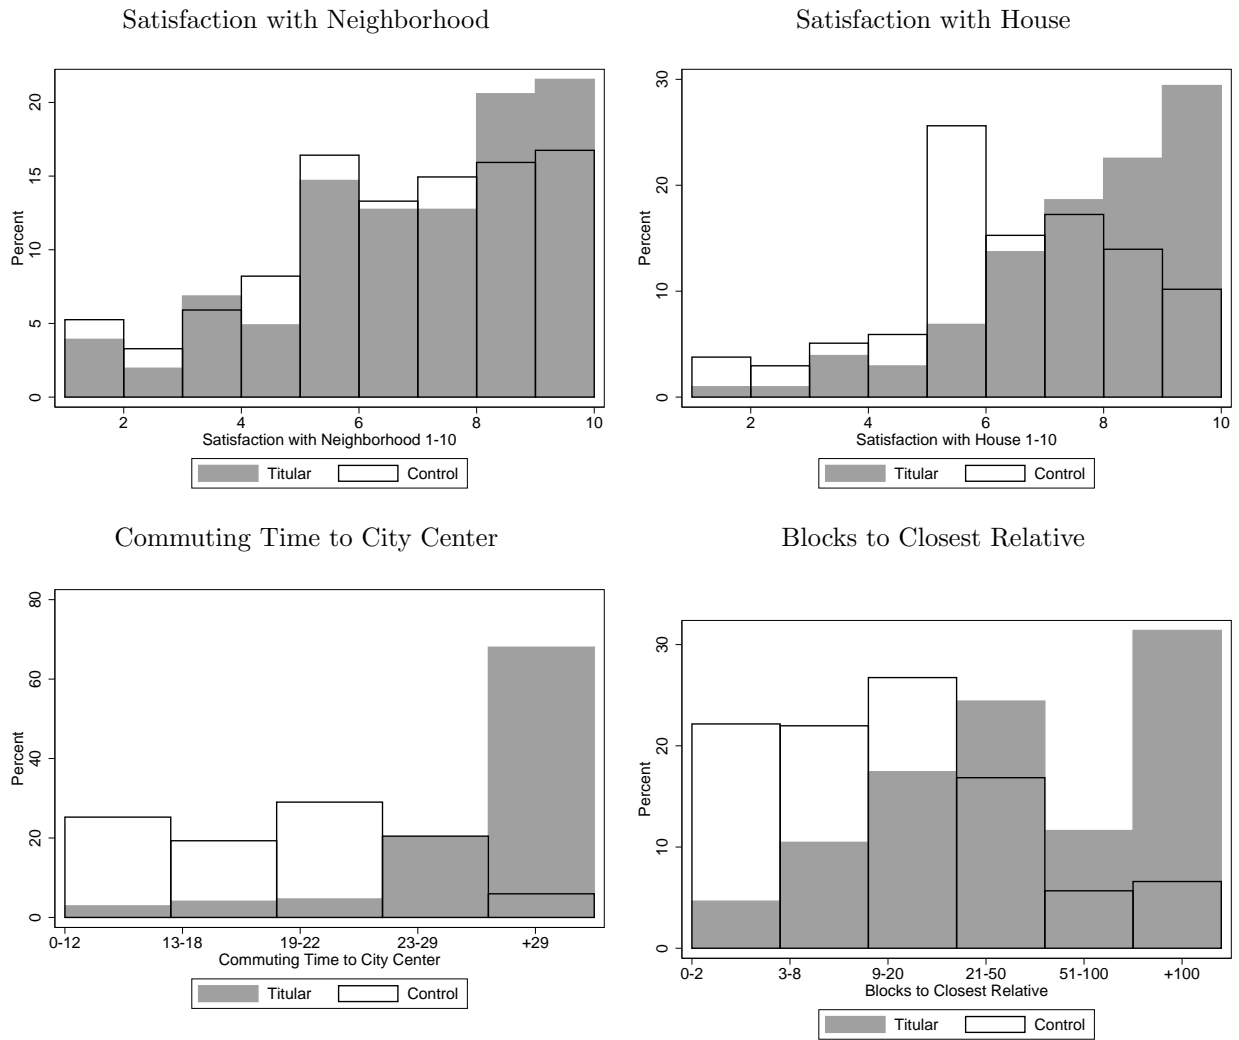 Satisfaction with Neighborhood
Percent
20
15
10
5
0
2 4 6 8 10
Satisfaction with Neighborhood 1-10
Titular Control
Satisfaction with House
Percent
30
20
10
0
2 4 6 8 10
Satisfaction with House 1-10
Titular Control
Commuting Time to City Center
Percent
80
60
40
20
0
0-12 13-18 19-22 23-29 +29
Commuting Time to City Center
Titular Control
Blocks to Closest Relative
Percent
30
20
10
0
0-2 3-8 9-20 21-50 51-100 +100
Blocks to Closest Relative
Titular Control